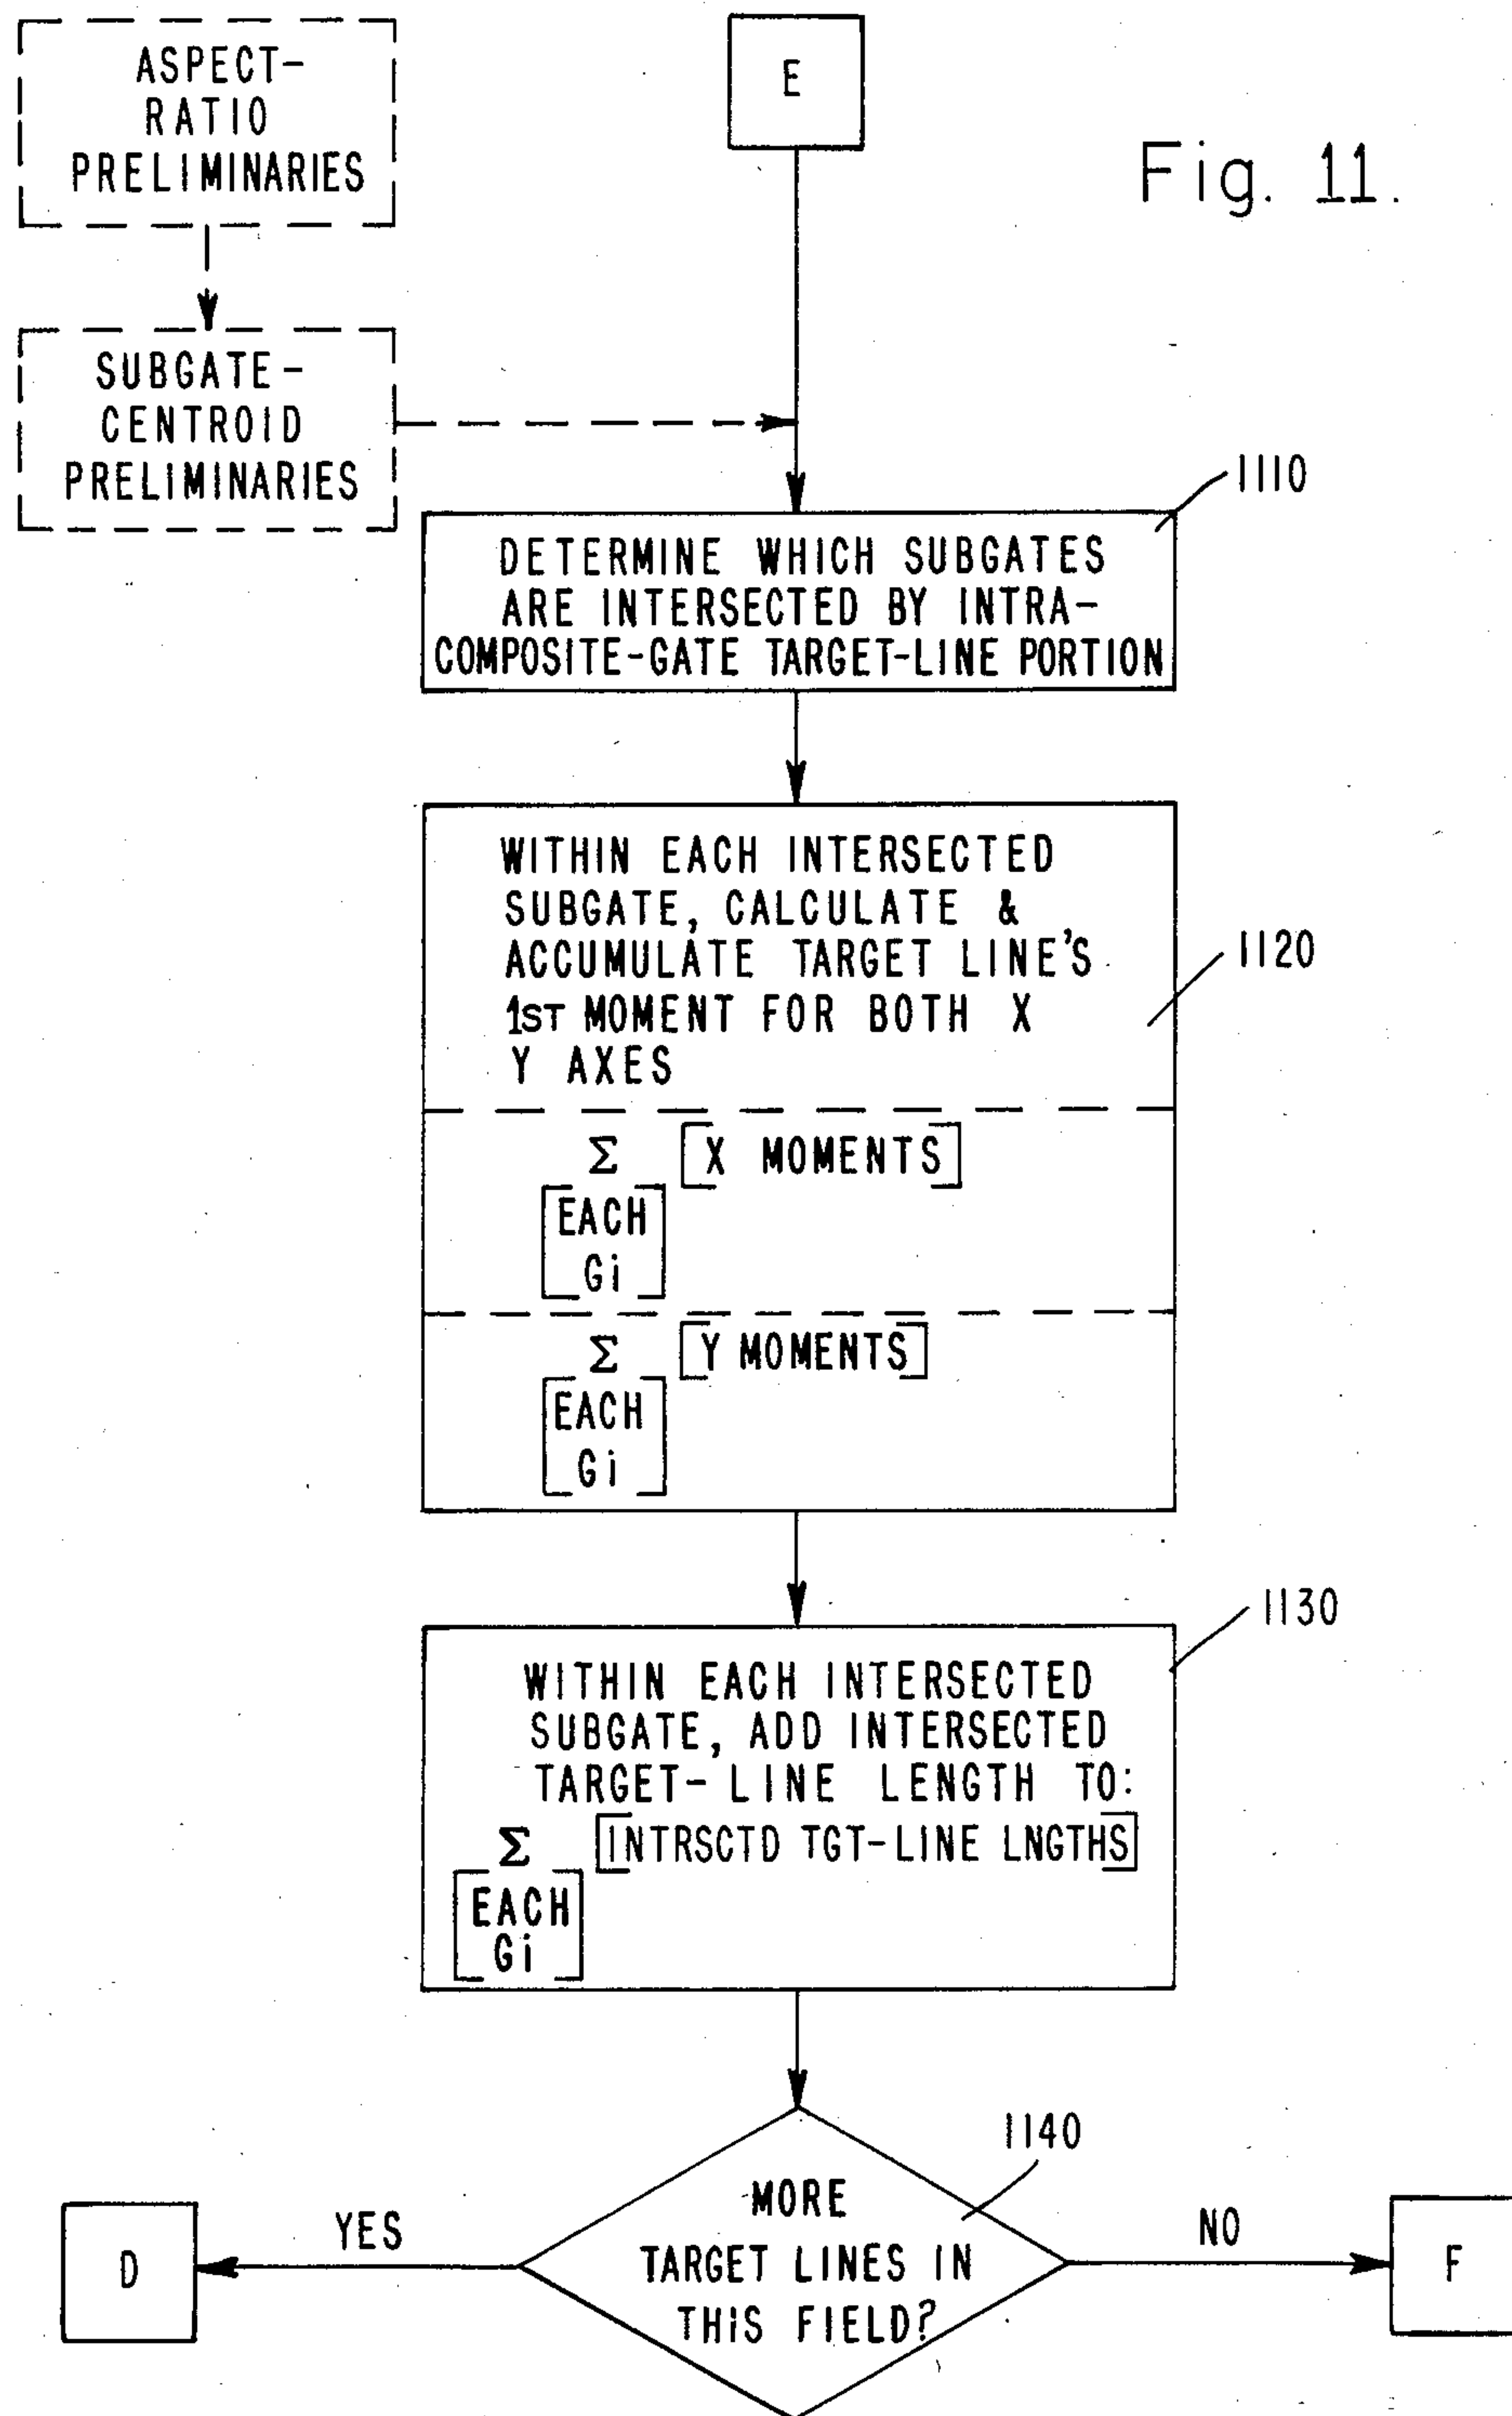 ASPECT-
RATIO
PRELIMINARIES
E
Fig. 11.
SUBGATE-
CENTROID
PRELIMINARIES
1110
DETERMINE WHICH SUBGATES
ARE INTERSECTED BY INTRA-
COMPOSITE-GATE TARGET-LINE PORTION
WITHIN EACH INTERSECTED
SUBGATE, CALCULATE &
ACCUMULATE TARGET LINE'S
1ST MOMENT FOR BOTH X
Y AXES
1120
Σ [X MOMENTS]
[EACH
Gi]
Σ [Y MOMENTS]
[EACH
Gi]
1130
WITHIN EACH INTERSECTED
SUBGATE, ADD INTERSECTED
TARGET-LINE LENGTH TO:
Σ [INTRSCTD TGT-LINE LNGTHS]
[EACH
Gi]
1140
MORE
TARGET LINES IN
THIS FIELD?
YES
D
NO
F